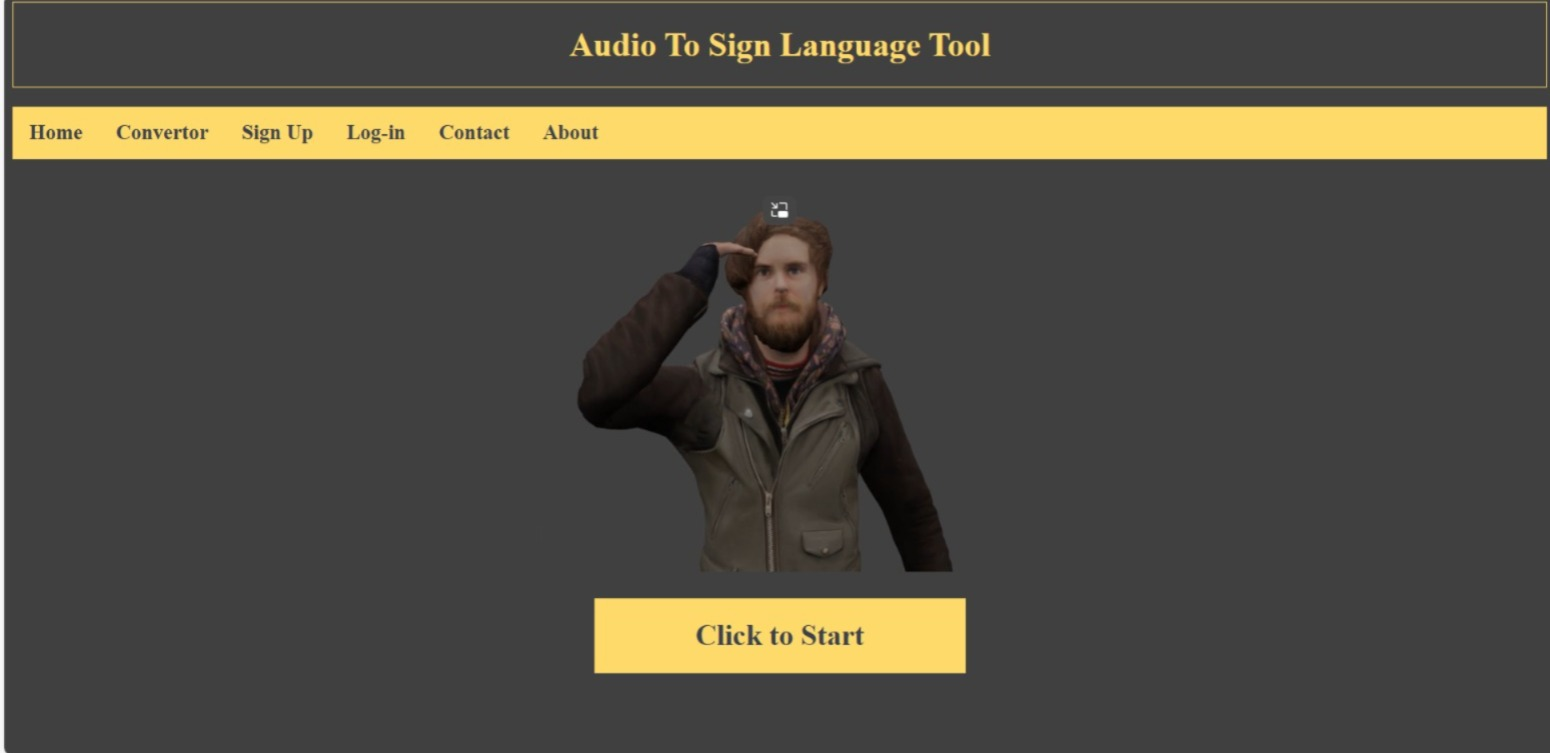 Audio To Sign Language Tool
Home Convertor Sign Up Log-in Contact About
Click to Start